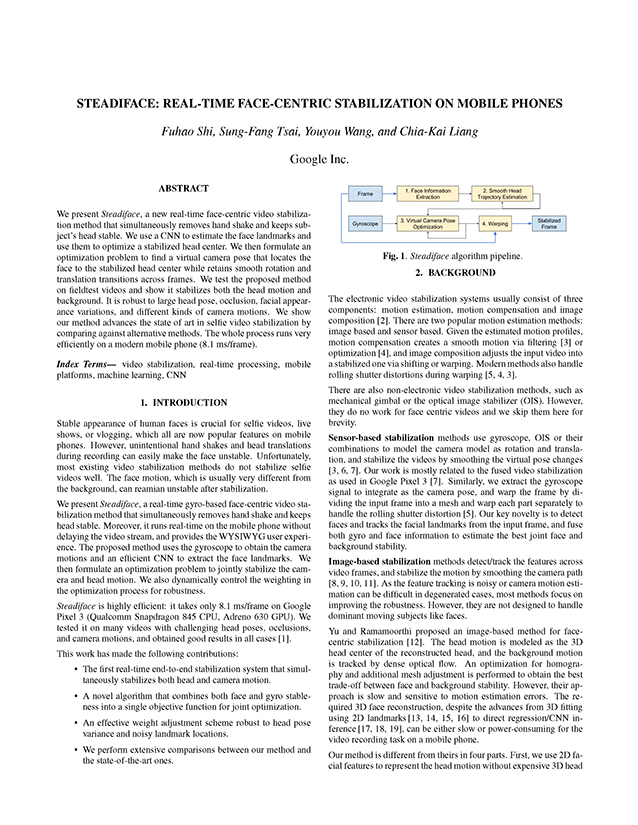 STEADIFACE: REAL-TIME FACE-CENTRIC STABILIZATION ON MOBILE PHONES
Fuhao Shi, Sung-Fang Tsai, Youyou Wang, and Chia-Kai Liang
Google Inc.
ABSTRACT
We present Steadiface, a new real-time face-centric video stabiliza-
tion method that simultaneously removes hand shake and keeps sub-
ject's head stable. We use a CNN to estimate the face landmarks and
use them to optimize a stabilized head center. We then formulate an
optimization problem to find a virtual camera pose that locates the
face to the stabilized head center while retains smooth rotation and
translation transitions across frames. We test the proposed method
on fieldtest videos and show it stabilizes both the head motion and
background. It is robust to large head pose, occlusion, facial appear-
ance variations, and different kinds of camera motions. We show
our method advances the state of art in selfie video stabilization by
comparing against alternative methods. The whole process runs very
efficiently on a modern mobile phone (8.1 ms/frame).
Index Terms— video stabilization, real-time processing, mobile
platforms, machine learning, CNN
1. INTRODUCTION
Stable appearance of human faces is crucial for selfie videos, live
shows, or vlogging, which all are now popular features on mobile
phones. However, unintentional hand shakes and head translations
during recording can easily make the face unstable. Unfortunately,
most existing video stabilization methods do not stabilize selfie
videos well. The face motion, which is usually very different from
the background, can reamian unstable after stabilization.
We present Steadiface, a real-time gyro-based face-centric video sta-
bilization method that simultaneously removes hand shake and keeps
head stable. Moreover, it runs real-time on the mobile phone without
delaying the video stream, and provides the WYSIWYG user experi-
ence. The proposed method uses the gyroscope to obtain the camera
motions and an efficient CNN to extract the face landmarks. We
then formulate an optimization problem to jointly stabilize the cam-
era and head motion. We also dynamically control the weighting in
the optimization process for robustness.
Steadiface is highly efficient: it takes only 8.1 ms/frame on Google
Pixel 3 (Qualcomm Snapdragon 845 CPU, Adreno 630 GPU). We
tested it on many videos with challenging head poses, occlusions,
and camera motions, and obtained good results in all cases [1].
This work has made the following contributions:
• The first real-time end-to-end stabilization system that simul-
taneously stabilizes both head and camera motion.
• A novel algorithm that combines both face and gyro stable-
ness into a single objective function for joint optimization.
• An effective weight adjustment scheme robust to head pose
variance and noisy landmark locations.
• We perform extensive comparisons between our method and
the state-of-the-art ones.
Frame
1. Face Information
Extraction
2. Smooth Head
Trajectory Estimation
Gyroscope
3. Virtual Camera Pose
Optimization
4. Warping
Stabilized
Frame
Fig. 1. Steadiface algorithm pipeline.
2. BACKGROUND
The electronic video stabilization systems usually consist of three
components: motion estimation, motion compensation and image
composition [2]. There are two popular motion estimation methods:
image based and sensor based. Given the estimated motion profiles,
motion compensation creates a smooth motion via filtering [3] or
optimization [4], and image composition adjusts the input video into
a stabilized one via shifting or warping. Modern methods also handle
rolling shutter distortions during warping [5, 4, 3].
There are also non-electronic video stabilization methods, such as
mechanical gimbal or the optical image stabilizer (OIS). However,
they do no work for face centric videos and we skip them here for
brevity.
Sensor-based stabilization methods use gyroscope, OIS or their
combinations to model the camera model as rotation and transla-
tion, and stabilize the videos by smoothing the virtual pose changes
[3, 6, 7]. Our work is mostly related to the fused video stabilization
as used in Google Pixel 3 [7]. Similarly, we extract the gyroscope
signal to integrate as the camera pose, and warp the frame by di-
viding the input frame into a mesh and warp each part separately to
handle the rolling shutter distortion [5]. Our key novelty is to detect
faces and tracks the facial landmarks from the input frame, and fuse
both gyro and face information to estimate the best joint face and
background stability.
Image-based stabilization methods detect/track the features across
video frames, and stabilize the motion by smoothing the camera path
[8, 9, 10, 11]. As the feature tracking is noisy or camera motion esti-
mation can be difficult in degenerated cases, most methods focus on
improving the robustness. However, they are not designed to handle
dominant moving subjects like faces.
Yu and Ramamoorthi proposed an image-based method for face-
centric stabilization [12]. The head motion is modeled as the 3D
head center of the reconstructed head, and the background motion
is tracked by dense optical flow. An optimization for homogra-
phy and additional mesh adjustment is performed to obtain the best
trade-off between face and background stability. However, their ap-
proach is slow and sensitive to motion estimation errors. The re-
quired 3D face reconstruction, despite the advances from 3D fitting
using 2D landmarks [13, 14, 15, 16] to direct regression/CNN in-
ference [17, 18, 19], can be either slow or power-consuming for the
video recording task on a mobile phone.
Our method is different from theirs in four parts. First, we use 2D fa-
cial features to represent the head motion without expensive 3D head